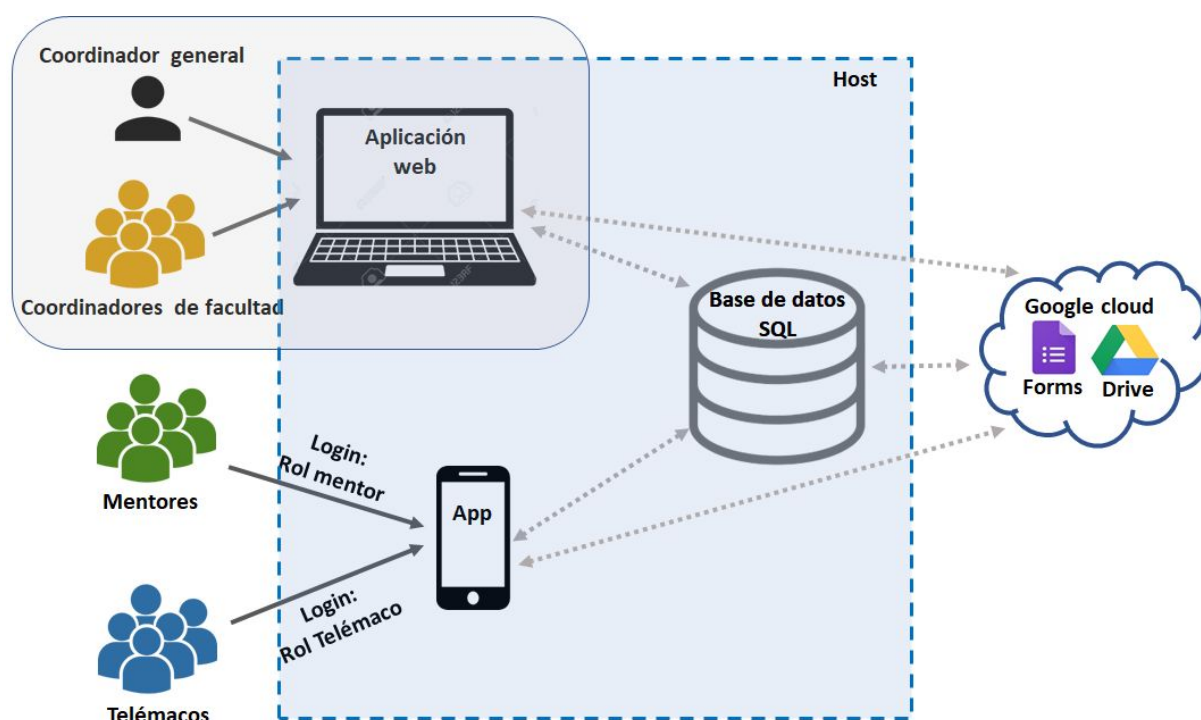 Coordinador general
Host
Aplicación
web
Coordinadores de facultad
Base de datos
SQL
Google cloud
Forms
Drive
Mentores
Login:
Rol mentor
App
Login:
Rol Telémaco
Telémacos